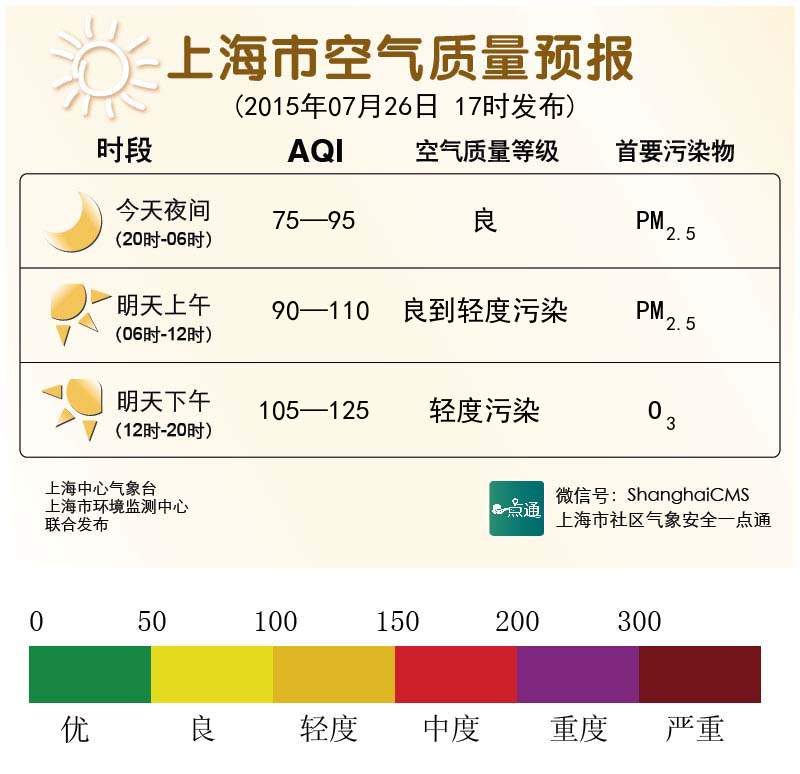 上海市空气质量预报
(2015年07月26日 17时发布)
时段 AQI 空气质量等级 首要污染物
今天夜间 75—95 良 PM2.5
(20时-06时)
明天上午 90—110 良到轻度污染 PM2.5
(06时-12时)
明天下午 105—125 轻度污染 O3
(12时-20时)
上海中心气象台
上海市环境监测中心
联合发布
一点通
微信号：ShanghaiCMS
上海市社区气象安全一点通
0 50 100 150 200 300
优 良 轻度 中度 重度 严重